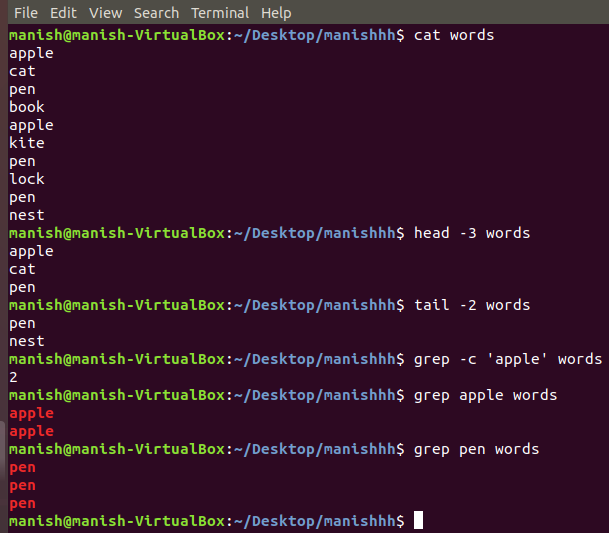 File Edit View Search Terminal Help
manish@manish-VirtualBox:~/Desktop/manishhh$ cat words
apple
cat
pen
book
apple
kite
pen
lock
pen
nest
manish@manish-VirtualBox:~/Desktop/manishhh$ head -3 words
apple
cat
pen
manish@manish-VirtualBox:~/Desktop/manishhh$ tail -2 words
pen
nest
manish@manish-VirtualBox:~/Desktop/manishhh$ grep -c 'apple' words
2
manish@manish-VirtualBox:~/Desktop/manishhh$ grep apple words
apple
apple
manish@manish-VirtualBox:~/Desktop/manishhh$ grep pen words
pen
pen
pen
manish@manish-VirtualBox:~/Desktop/manishhh$